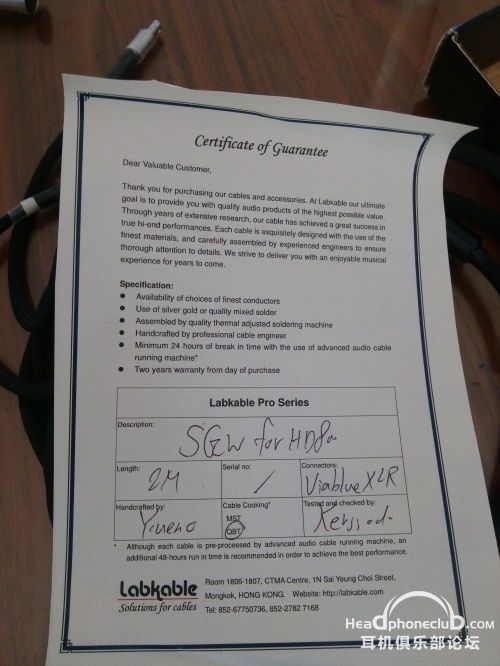 Certificate of Guarantee
Dear Valuable Customer,
Thank you for purchasing our cables and accessories. At Labkable our ultimate
goal is to provide you with quality audio products of the highest possible value.
Through years of extensive research, our cable has achieved a great success in
true hi-end performances. Each cable is exquisitely designed with the use of the
finest materials, and carefully assembled by experienced engineers to ensure
thorough attention to details. We strive to deliver you with an enjoyable musical
experience for years to come.
Specification:
● Availability of choices of finest conductors
● Use of silver gold or quality mixed solder
● Assembled by quality thermal adjusted soldering machine
● Handcrafted by professional cable engineer
● Minimum 24 hours of break in time with the use of advanced audio cable
running machine*
● Two years warranty from day of purchase
Labkable Pro Series
Description:
SGW for HD800
Length: Serial no: Connectors:
2M / Viablue XLR
Handcrafted by: Cable Cooking* Tested and checked by:
MST
QBT
* Although each cable is pre-processed by advanced audio cable running machine, an
additional 48-hours run in time is recommended in order to achieve the best performance.
Labkable
Solutions for cables
Room 1806-1807, CTMA Centre, 1N Sai Yeung Choi Street,
Mongkok, HONG KONG. Website: http://labkable.com
Tel: 852-67750736, 852-2782 7168
HeadphoneclUb.com
耳机俱乐部论坛